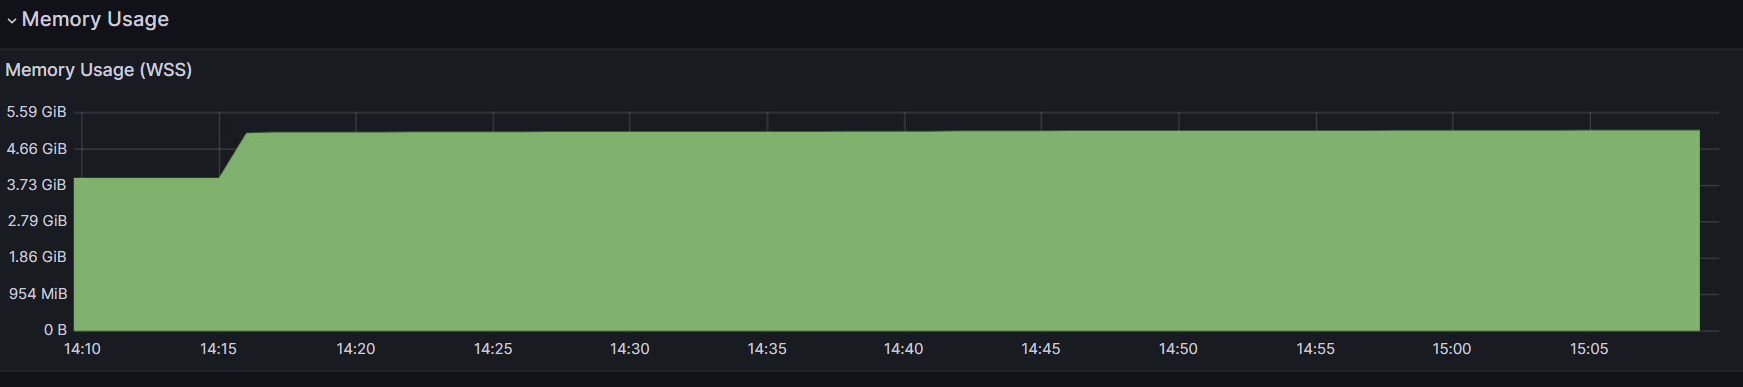 Memory Usage
Memory Usage (WSS)
5.59 GiB
4.66 GiB
3.73 GiB
2.79 GiB
1.86 GiB
954 MiB
0 B
14:10 14:15 14:20 14:25 14:30 14:35 14:40 14:45 14:50 14:55 15:00 15:05